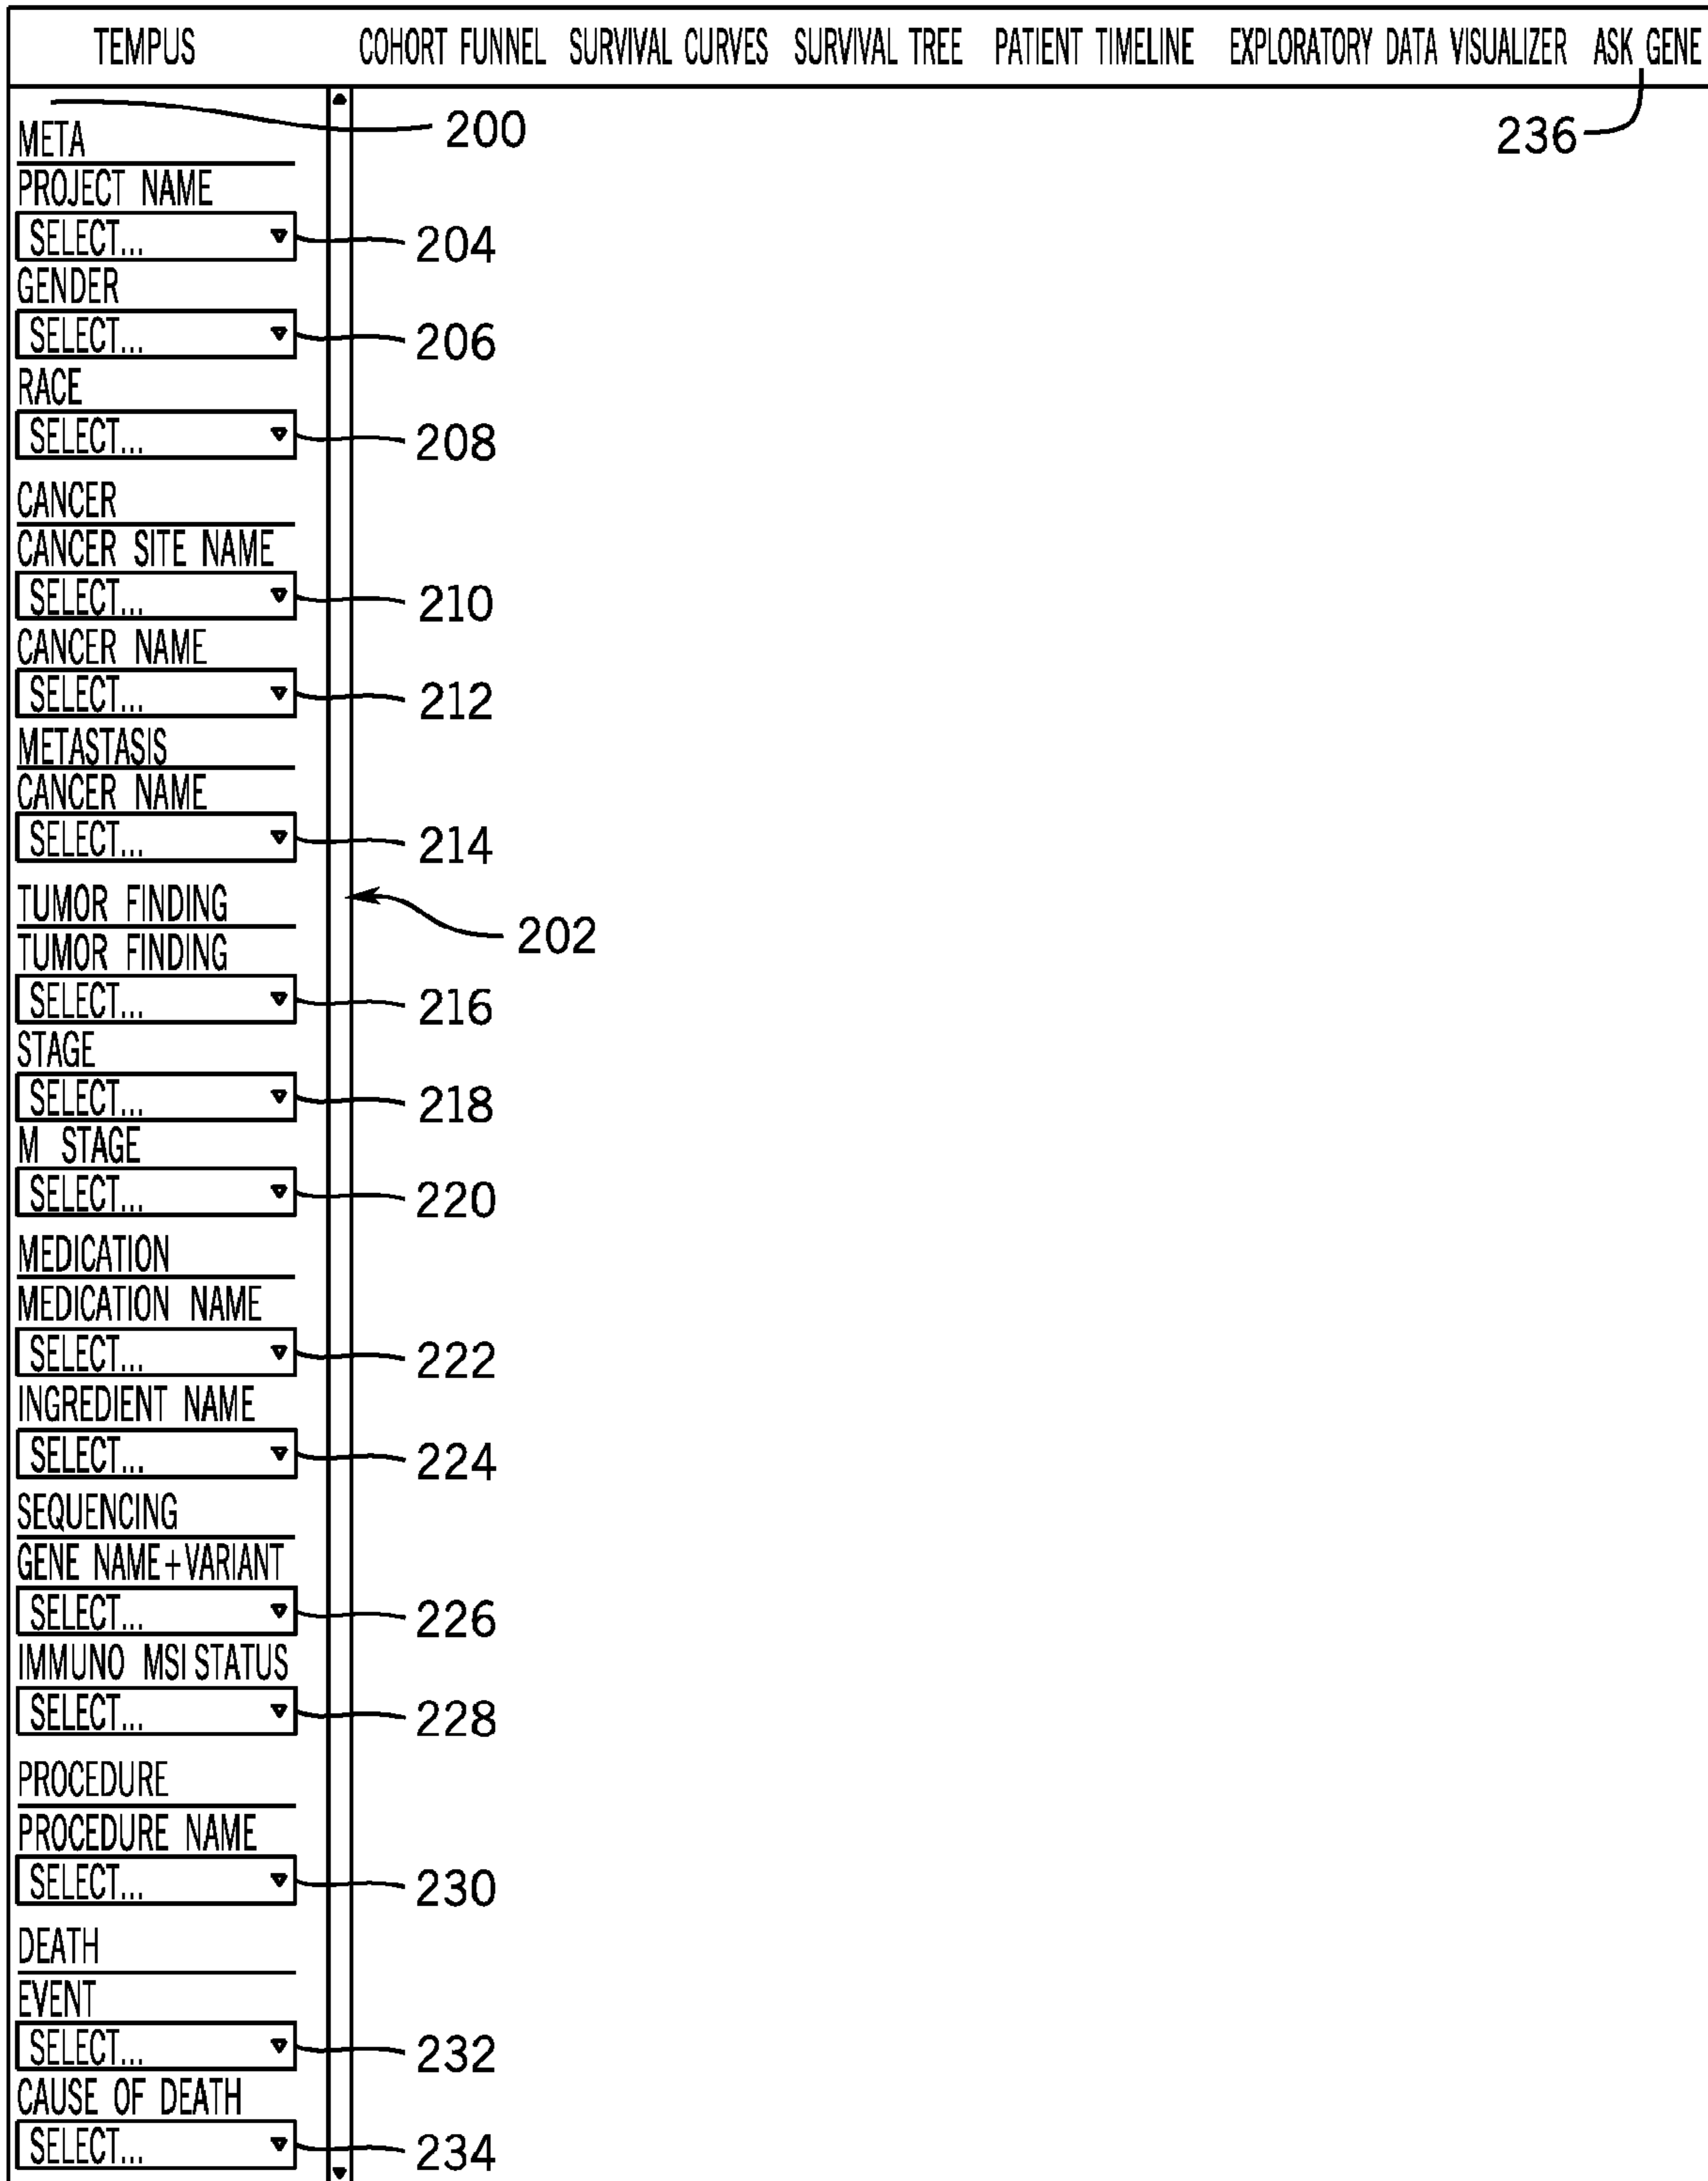 TEMPUS COHORT FUNNEL SURVIVAL CURVES SURVIVAL TREE PATIENT TIMELINE EXPLORATORY DATA VISUALIZER ASK GENE
200
236
META
PROJECT NAME
SELECT... 204
GENDER
SELECT... 206
RACE
SELECT... 208
CANCER
CANCER SITE NAME
SELECT... 210
CANCER NAME
SELECT... 212
METASTASIS
CANCER NAME
SELECT... 214
TUMOR FINDING
202
TUMOR FINDING
SELECT... 216
STAGE
SELECT... 218
M STAGE
SELECT... 220
MEDICATION
MEDICATION NAME
SELECT... 222
INGREDIENT NAME
SELECT... 224
SEQUENCING
GENE NAME+VARIANT
SELECT... 226
IMMUNO MSI STATUS
SELECT... 228
PROCEDURE
PROCEDURE NAME
SELECT... 230
DEATH
EVENT
SELECT... 232
CAUSE OF DEATH
SELECT... 234